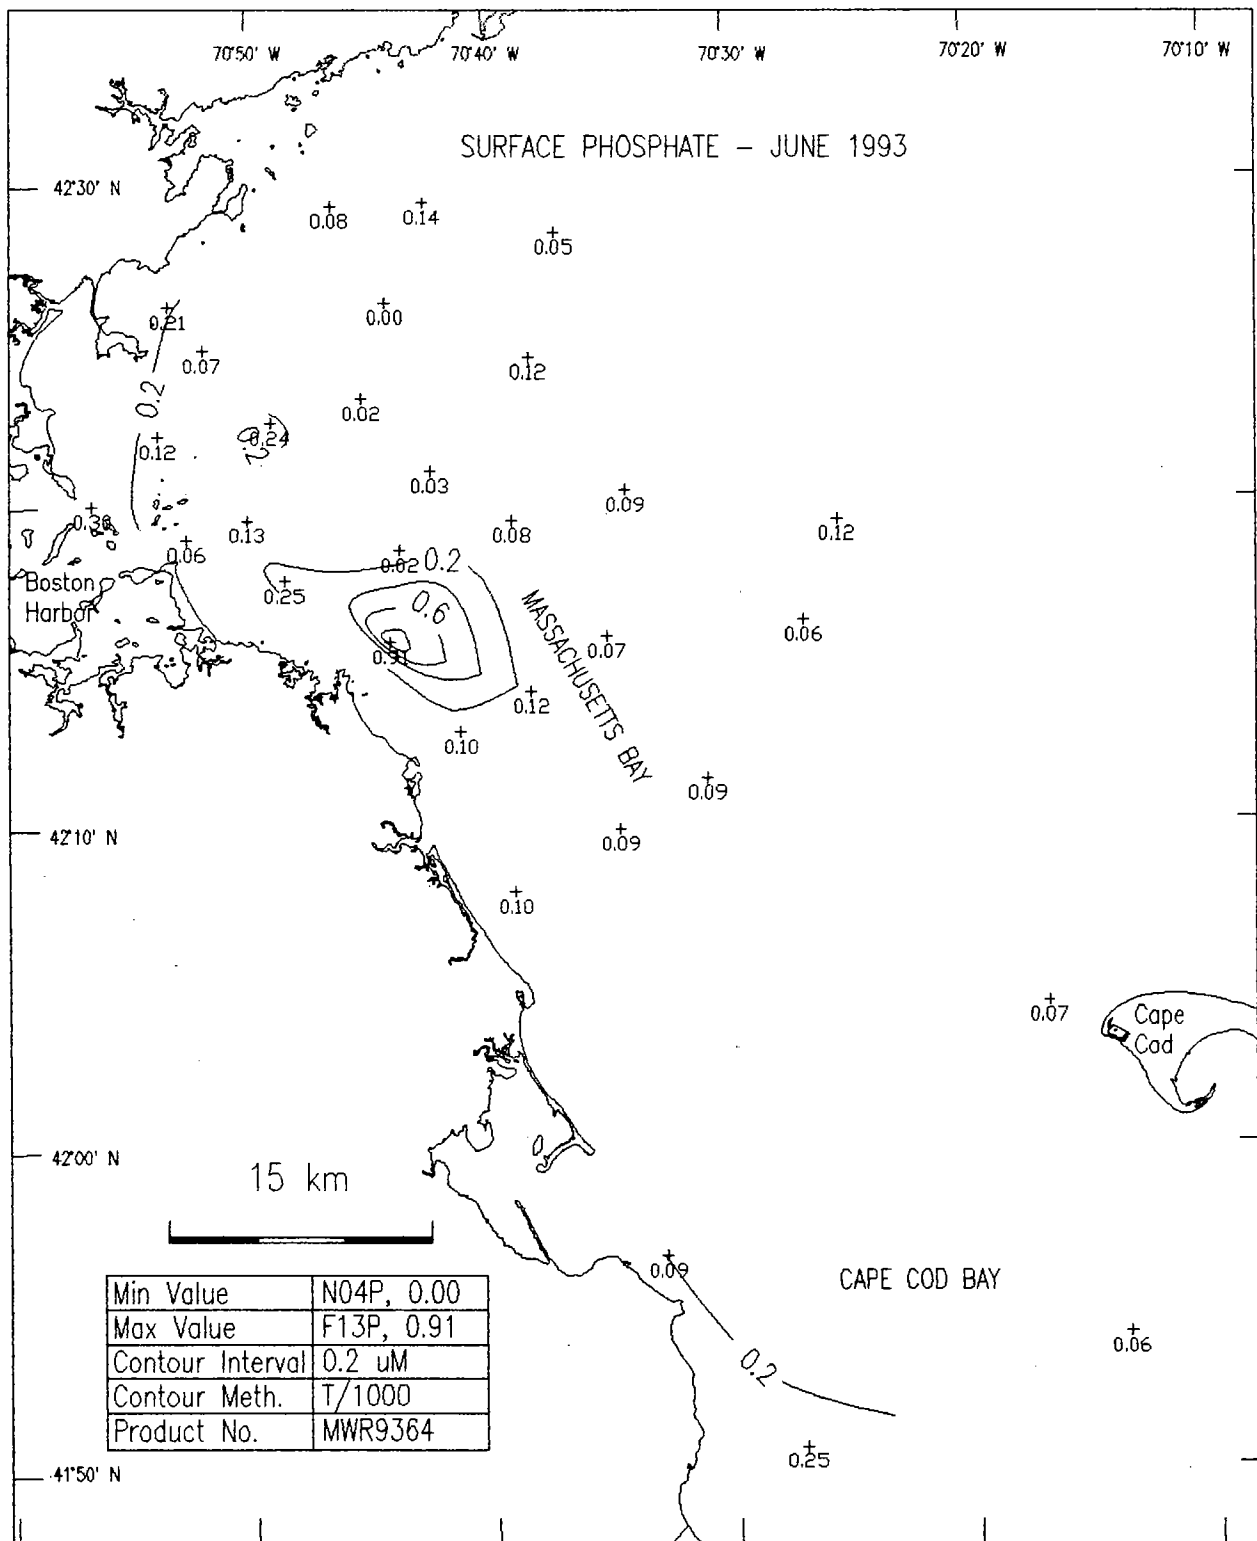 70°50' W 70°40' W 70°30' W 70°20' W 70°10' W
SURFACE PHOSPHATE – JUNE 1993
42°30' N
0.08
0.14
0.05
0.21
0.00
0.07
0.12
0.2
0.02
0.24
0.12
0.03
0.09
0.36
0.13
0.08
0.12
0.06
0.02
0.2
Boston
Harbor
0.25
0.6
MASSACHUSETTS BAY
0.06
0.07
0.91
0.12
0.10
0.09
42°10' N
0.09
0.10
0.07
Cape
Cod
42°00' N
15 km
0.09
CAPE COD BAY
Min Value N04P, 0.00
Max Value F13P, 0.91
Contour Interval 0.2 uM
Contour Meth. T/1000
Product No. MWR9364
0.06
0.2
0.25
41°50' N